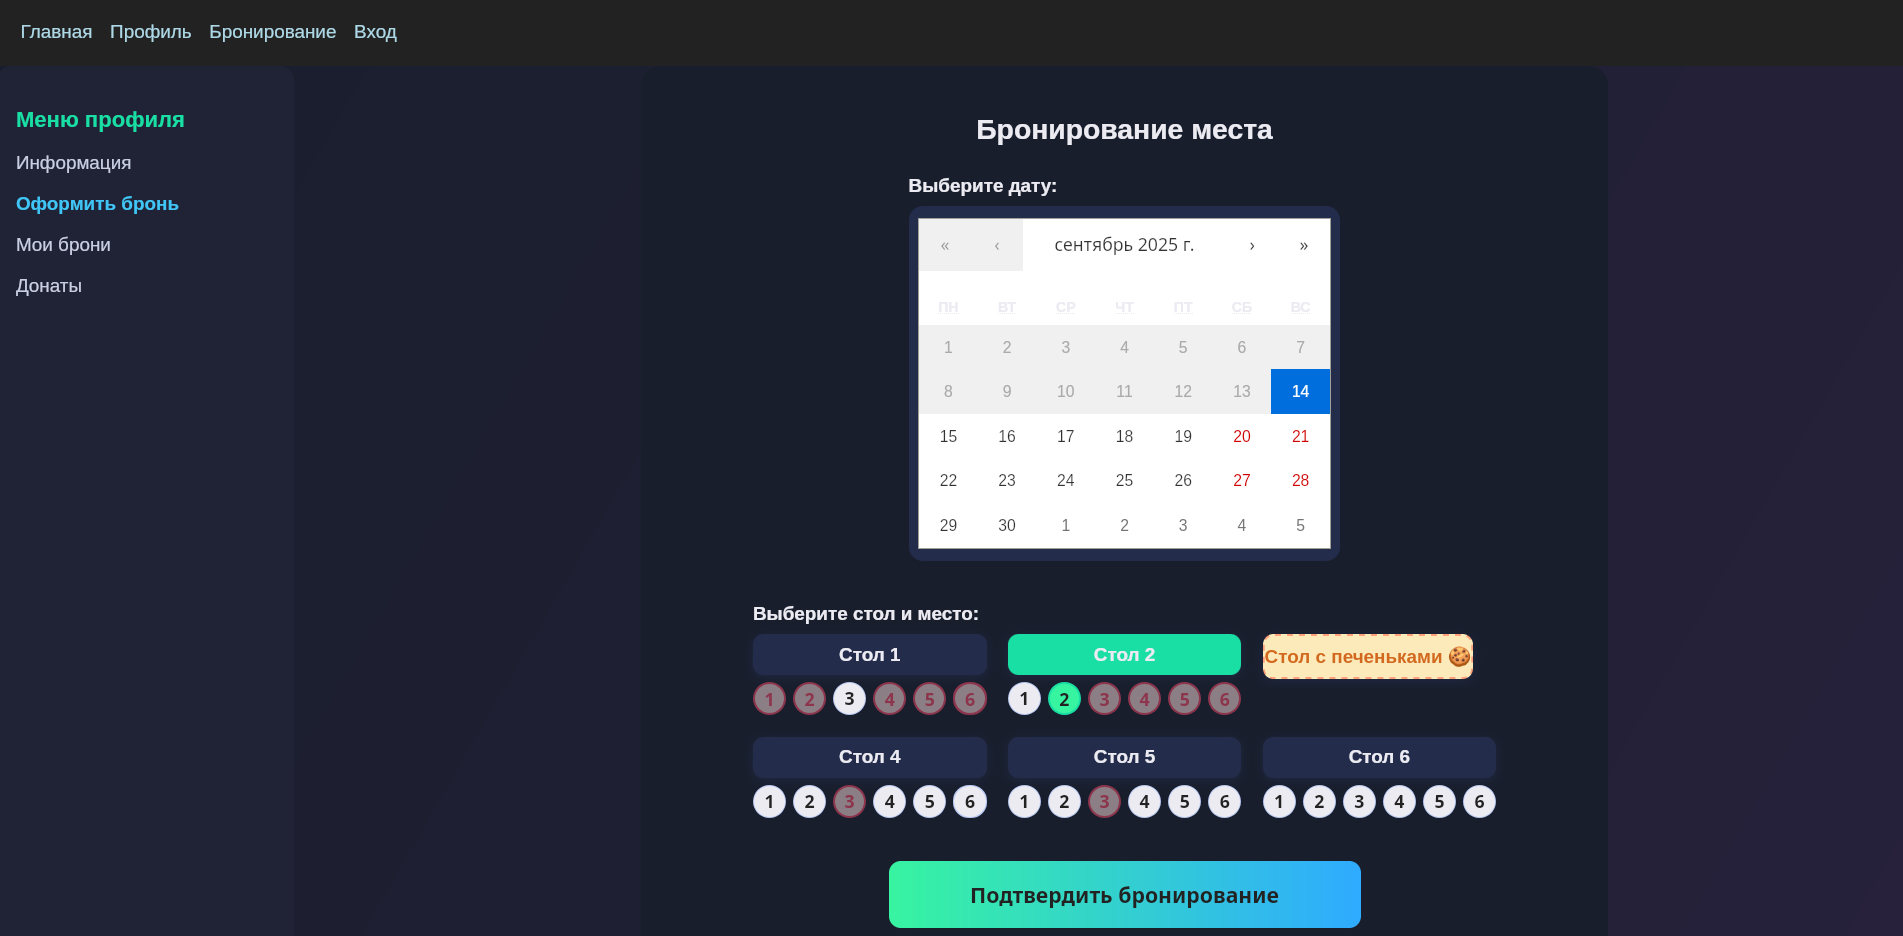 Главная Профиль Бронирование Вход
Меню профиля
Информация
Оформить бронь
Мои брони
Донаты
Бронирование места
Выберите дату:
« ‹ сентябрь 2025 г. › »
ПН ВТ СР ЧТ ПТ СБ ВС
1 2 3 4 5 6 7
8 9 10 11 12 13 14
15 16 17 18 19 20 21
22 23 24 25 26 27 28
29 30 1 2 3 4 5
Выберите стол и место:
Стол 1 Стол 2 Стол с печеньками 🍪
1 2 3 4 5 6 1 2 3 4 5 6
Стол 4 Стол 5 Стол 6
1 2 3 4 5 6 1 2 3 4 5 6 1 2 3 4 5 6
Подтвердить бронирование